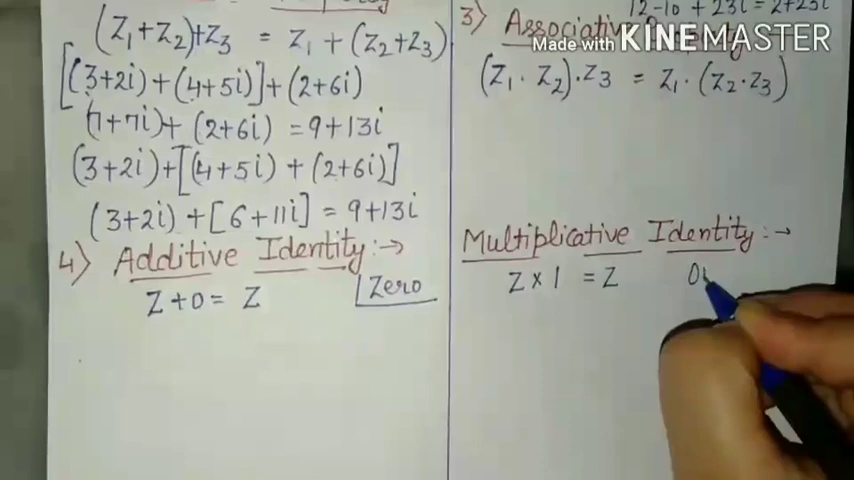 (Z₁+Z₂)+Z₃ = Z₁ + (Z₂+Z₃)
[(3+2i)+(4+5i)]+(2+6i)
(7+7i)+(2+6i) = 9+13i
(3+2i)+[(4+5i)+(2+6i)]
(3+2i)+[6+11i] = 9+13i
4) Additive Identity :→
Z+0 = Z Zero
12-10+23i = 2+23i
3) Associative
Made with KINEMASTER
(Z₁·Z₂)·Z₃ = Z₁·(Z₂·Z₃)
Multiplicative Identity :→
Z×1 = Z